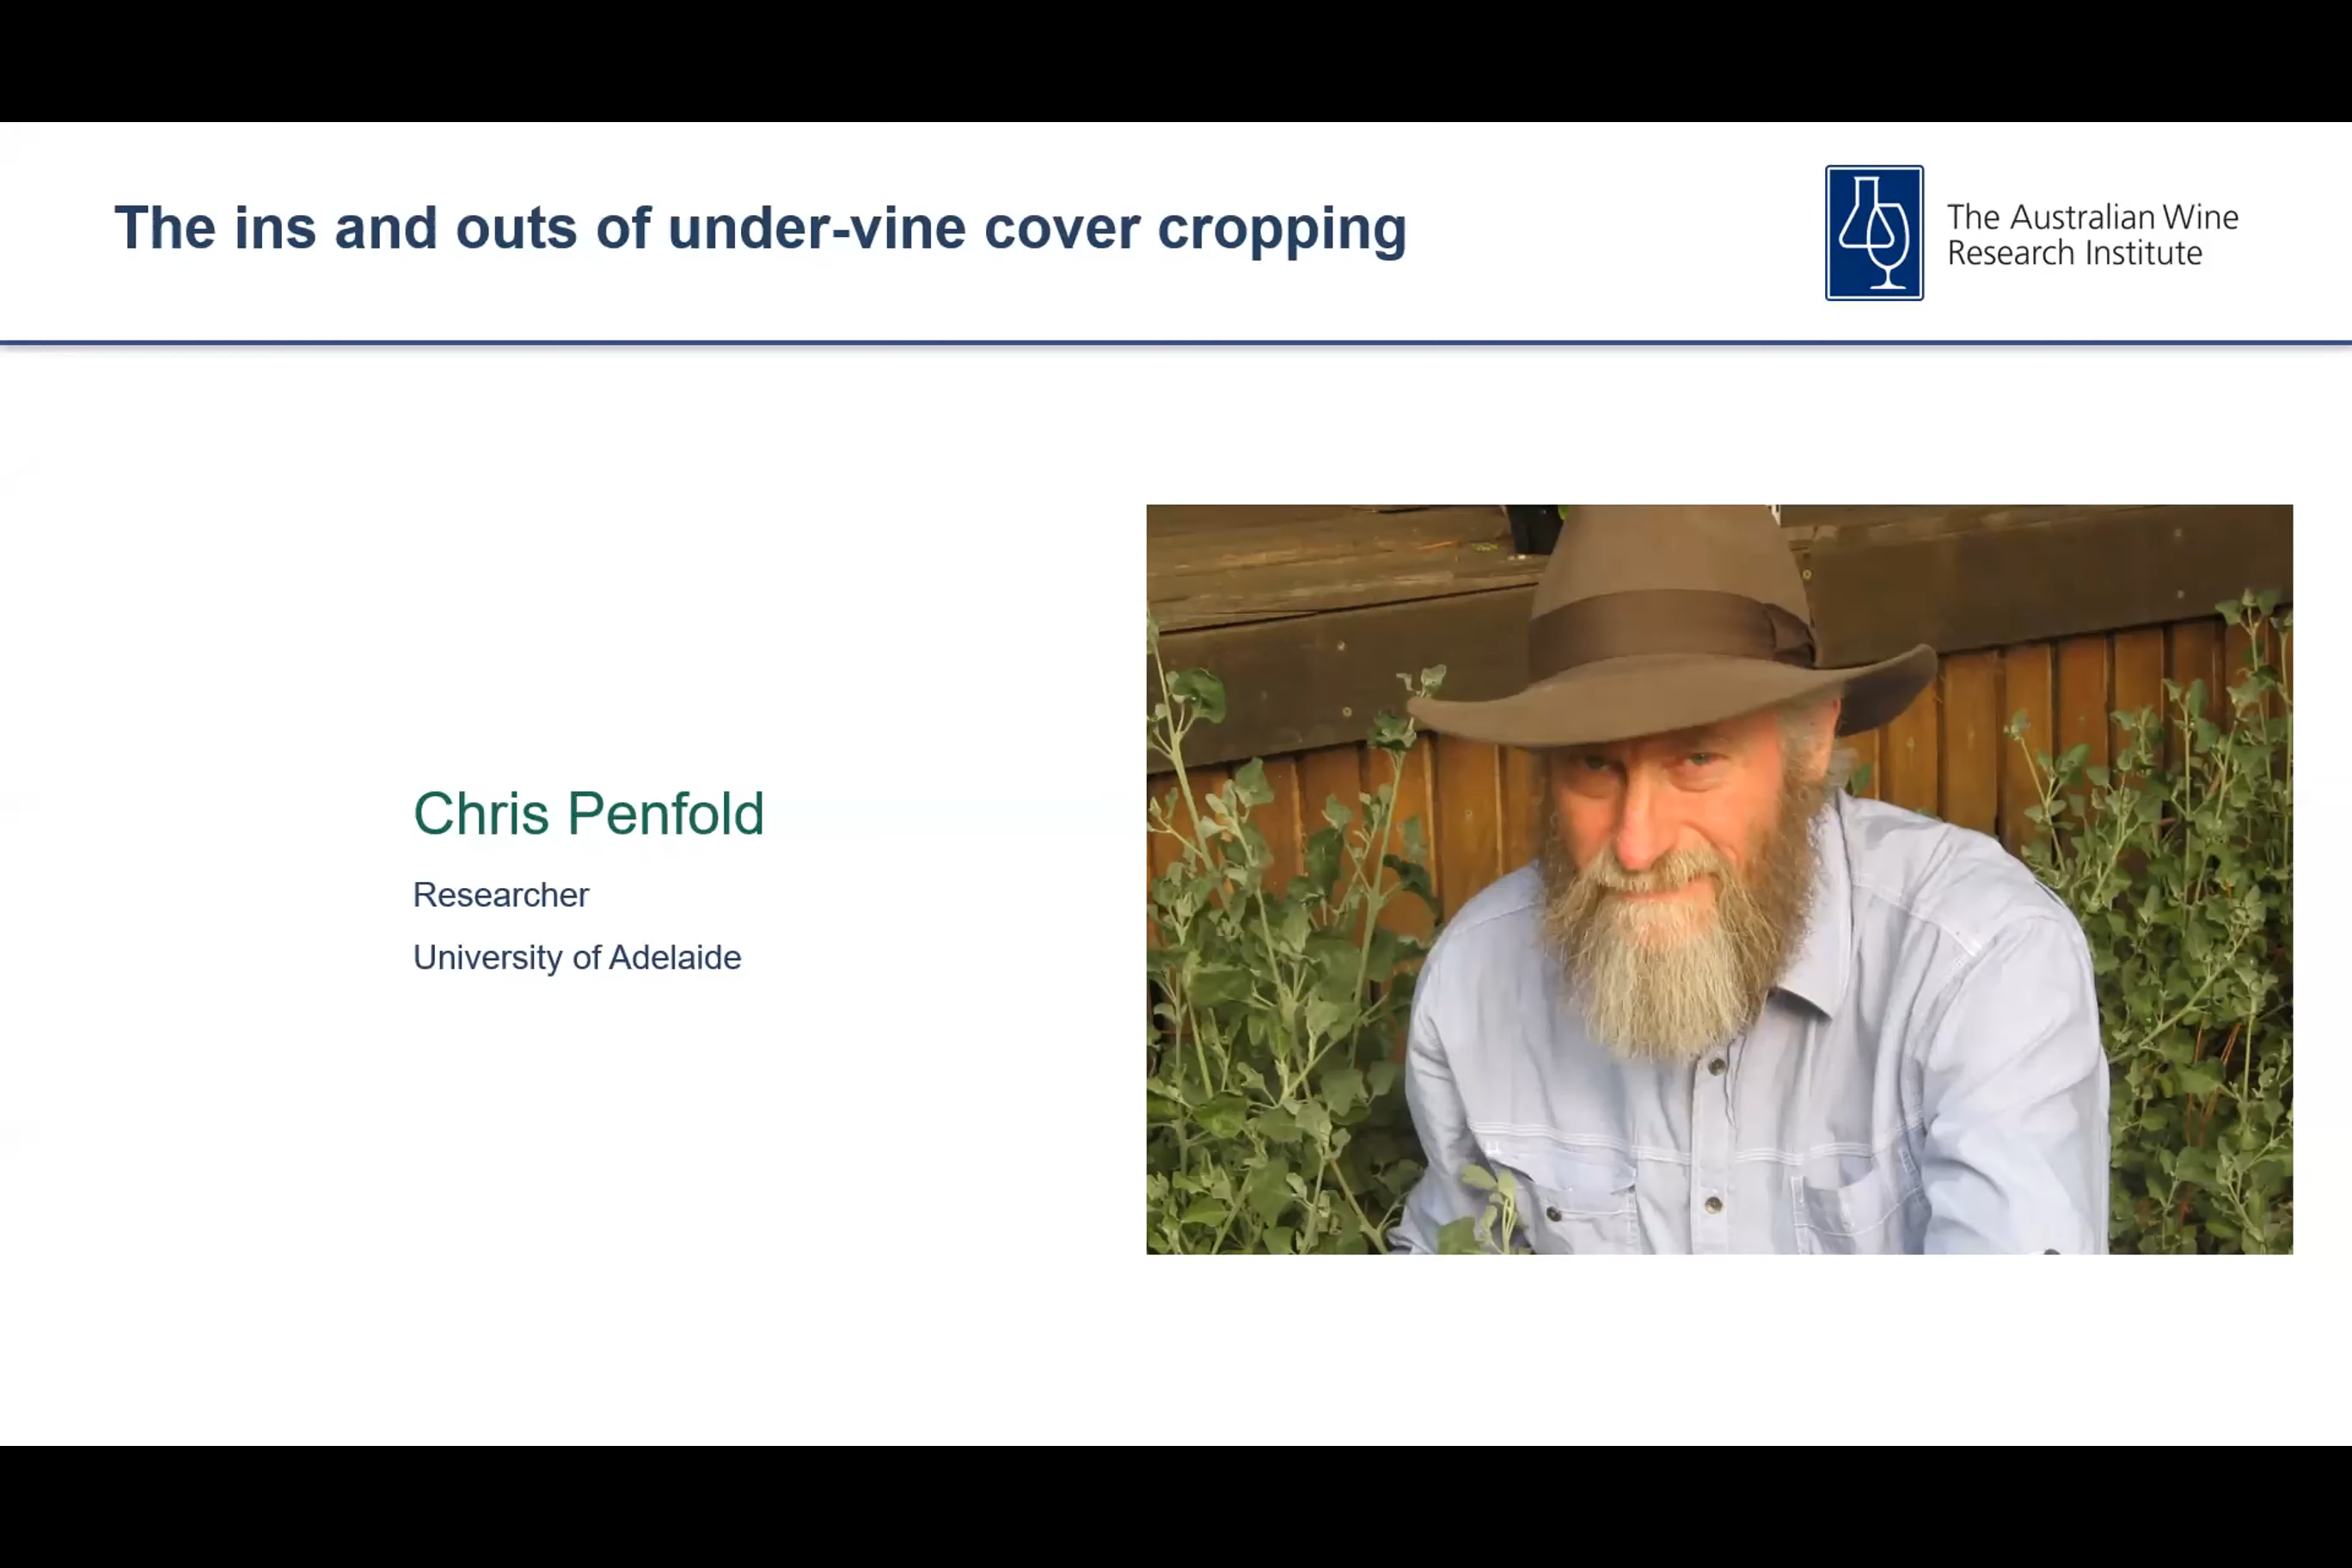 The ins and outs of under-vine cover cropping
The Australian Wine
Research Institute
Chris Penfold
Researcher
University of Adelaide